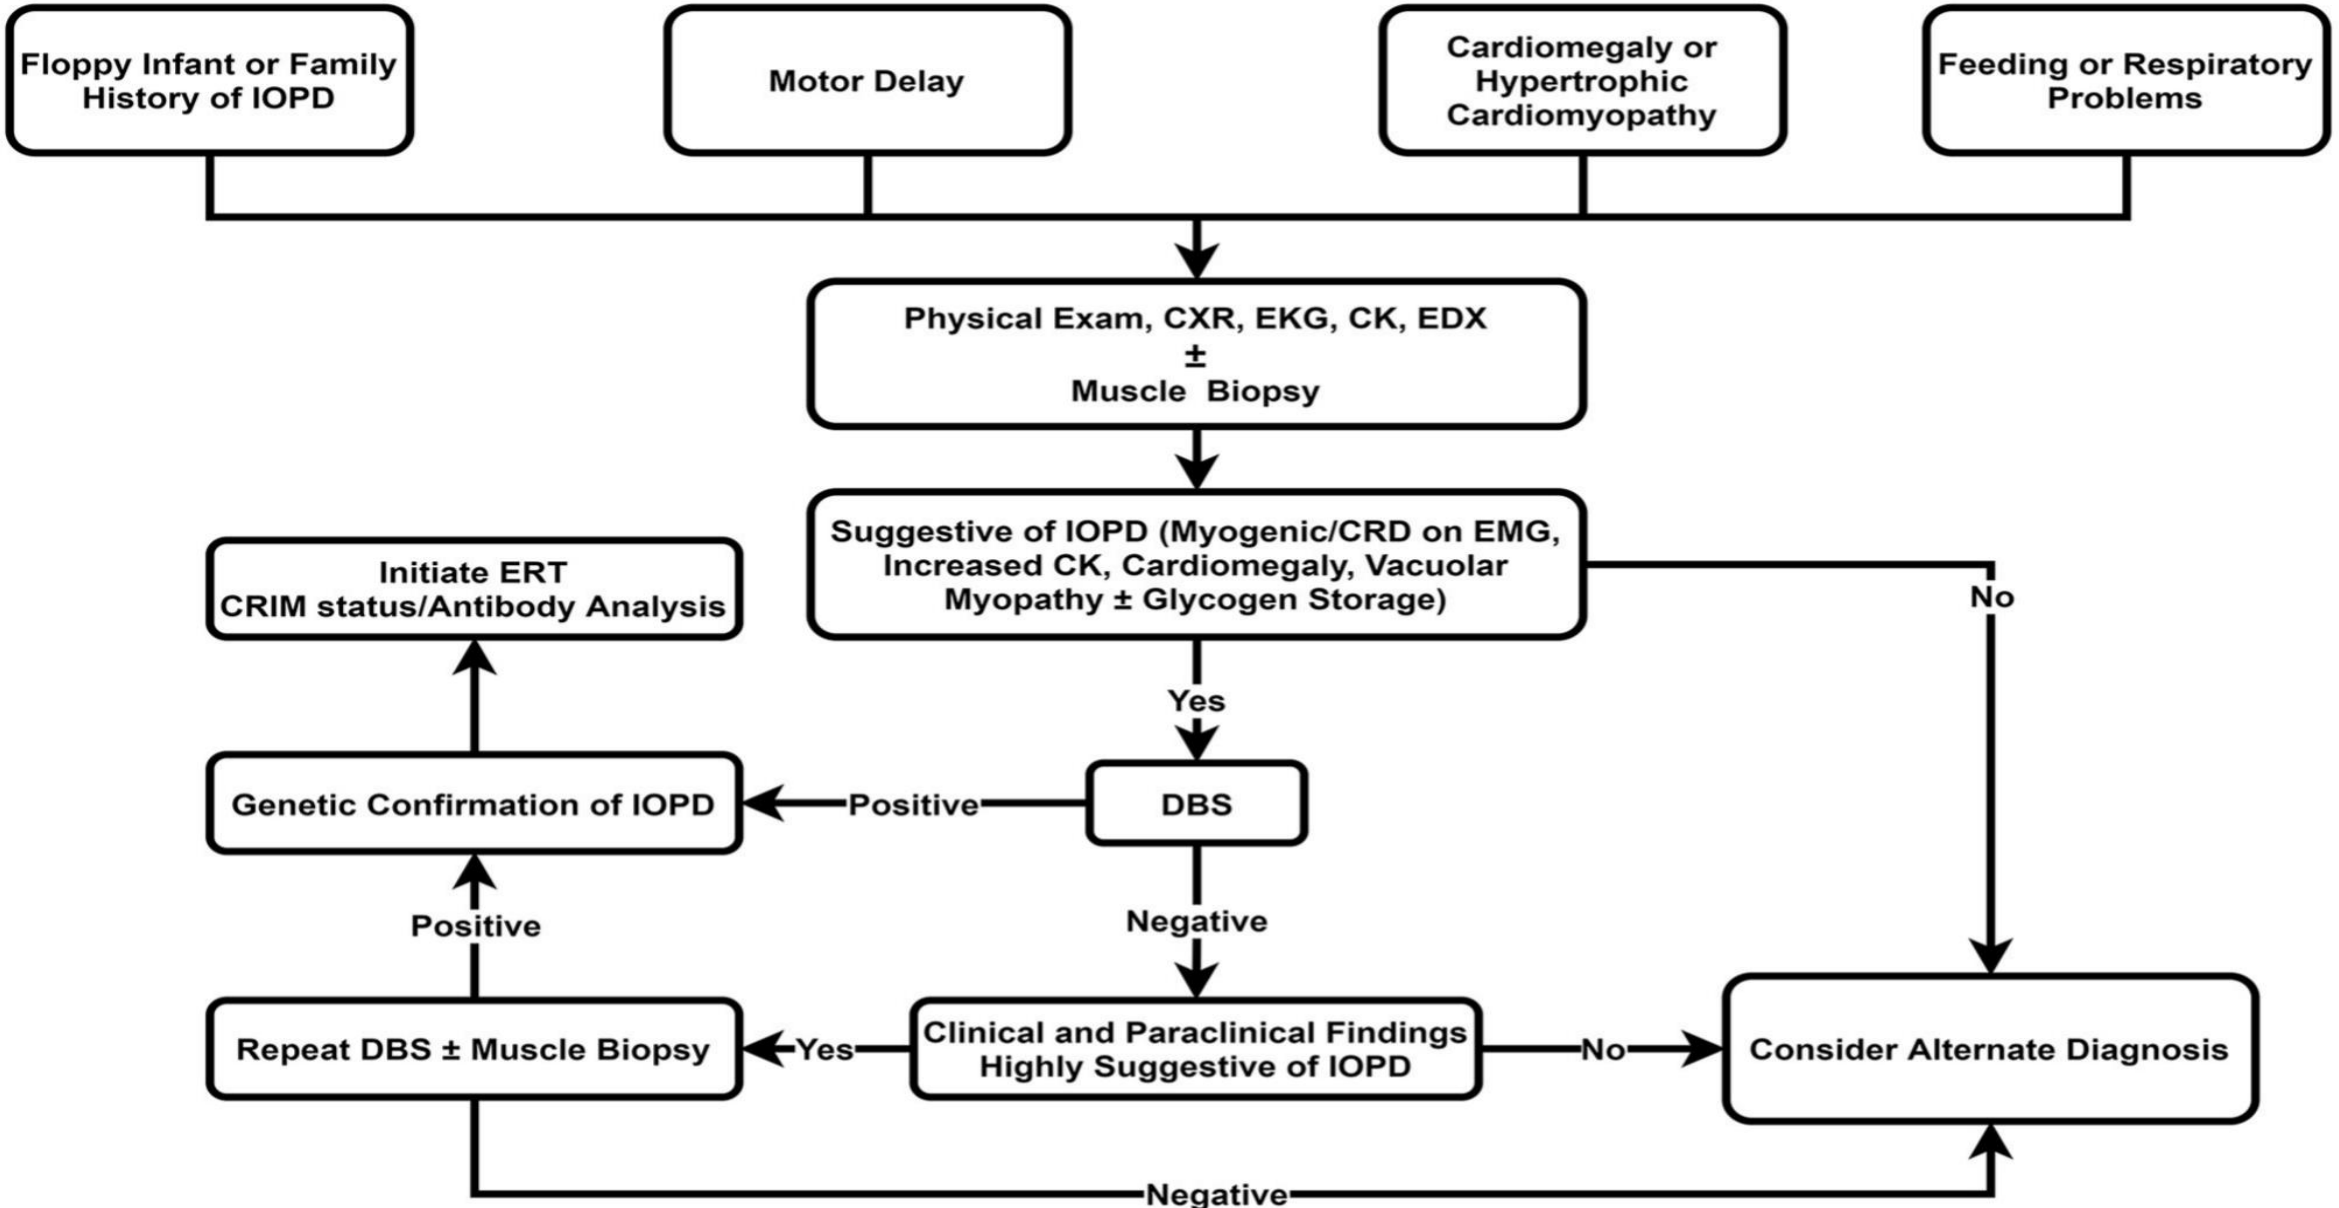 Floppy Infant or Family
History of IOPD
Motor Delay
Cardiomegaly or
Hypertrophic
Cardiomyopathy
Feeding or Respiratory
Problems
Physical Exam, CXR, EKG, CK, EDX
±
Muscle Biopsy
Suggestive of IOPD (Myogenic/CRD on EMG,
Increased CK, Cardiomegaly, Vacuolar
Myopathy ± Glycogen Storage)
No
Initiate ERT
CRIM status/Antibody Analysis
Yes
Genetic Confirmation of IOPD
Positive
DBS
Positive
Negative
Repeat DBS ± Muscle Biopsy
Yes
Clinical and Paraclinical Findings
Highly Suggestive of IOPD
No
Consider Alternate Diagnosis
Negative